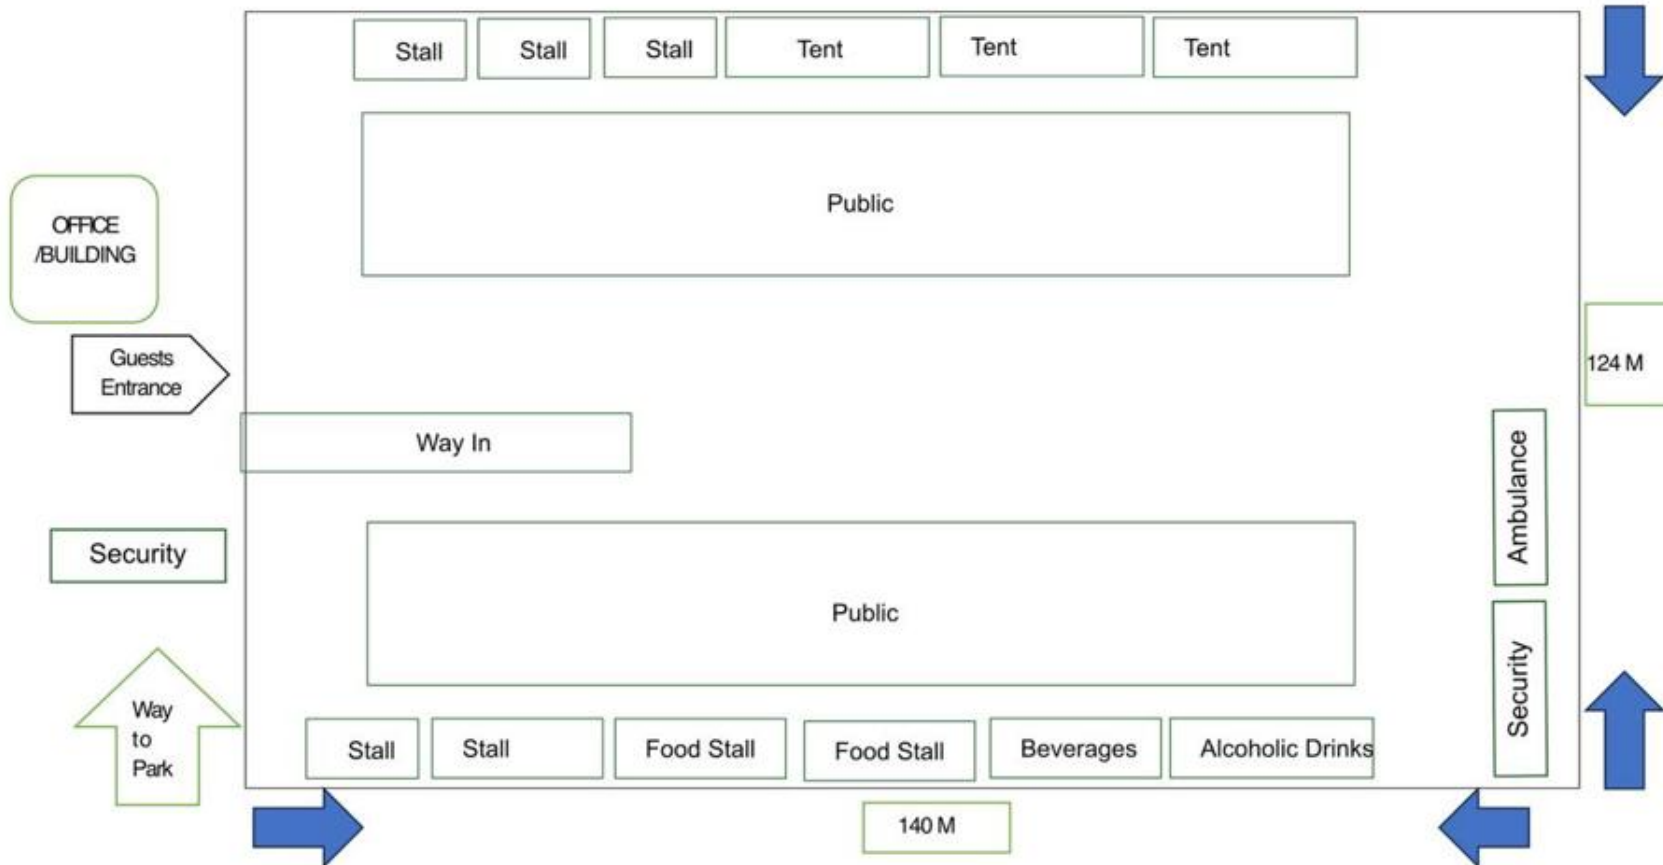 Stall
Stall
Stall
Tent
Tent
Tent
Public
OFFICE
/BUILDING
Guests
Entrance
124 M
Way In
Ambulance
Security
Public
Security
Way
to
Park
Stall
Stall
Food Stall
Food Stall
Beverages
Alcoholic Drinks
140 M